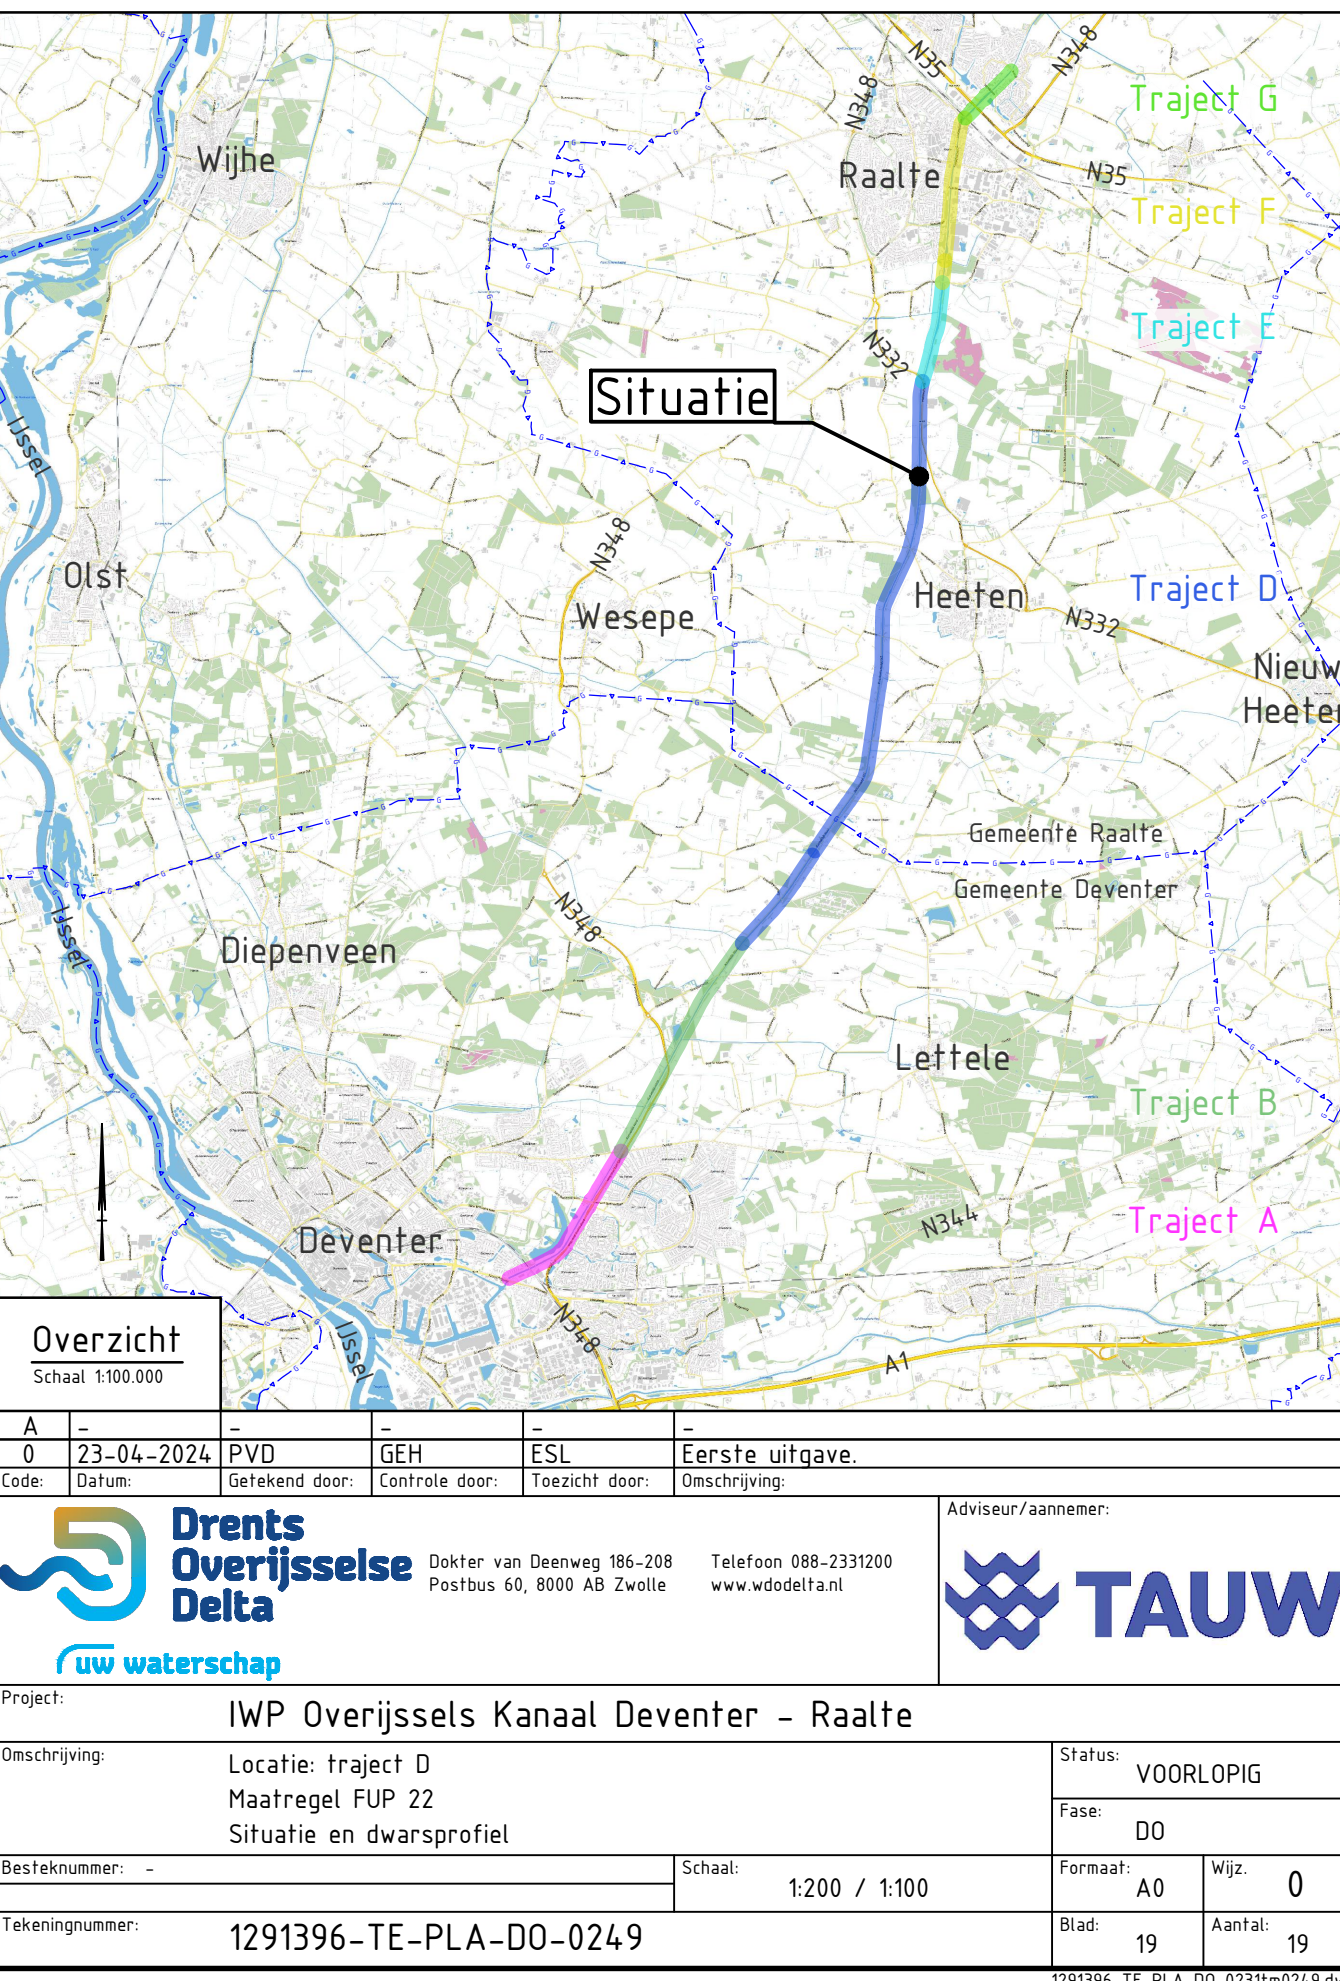 N35
N348
N348
Traject G
Wijhe
Raalte
N35
Traject F
Traject E
N332
Situatie
IJssel
N348
Olst
Heeten
Traject D
Wesepe
N332
Nieuw
Heeten
Gemeente Raalte
Gemeente Deventer
N348
IJssel
Diepenveen
Lettele
Traject B
N344
Traject A
Deventer
N348
IJssel
A1
Overzicht
Schaal 1:100.000
A - - - - -
0 23-04-2024 PVD GEH ESL Eerste uitgave.
Code: Datum: Getekend door: Controle door: Toezicht door: Omschrijving:
Drents
Overijsselse
Delta
uw waterschap
Dokter van Deenweg 186-208 Telefoon 088-2331200
Postbus 60, 8000 AB Zwolle www.wdodelta.nl
Adviseur/aannemer:
TAUW
Project: IWP Overijssels Kanaal Deventer - Raalte
Omschrijving: Locatie: traject D
Maatregel FUP 22
Situatie en dwarsprofiel
Status: VOORLOPIG
Fase: DO
Besteknummer: -
Schaal: 1:200 / 1:100
Formaat: A0
Wijz. 0
Tekeningnummer: 1291396-TE-PLA-DO-0249
Blad: 19
Aantal: 19